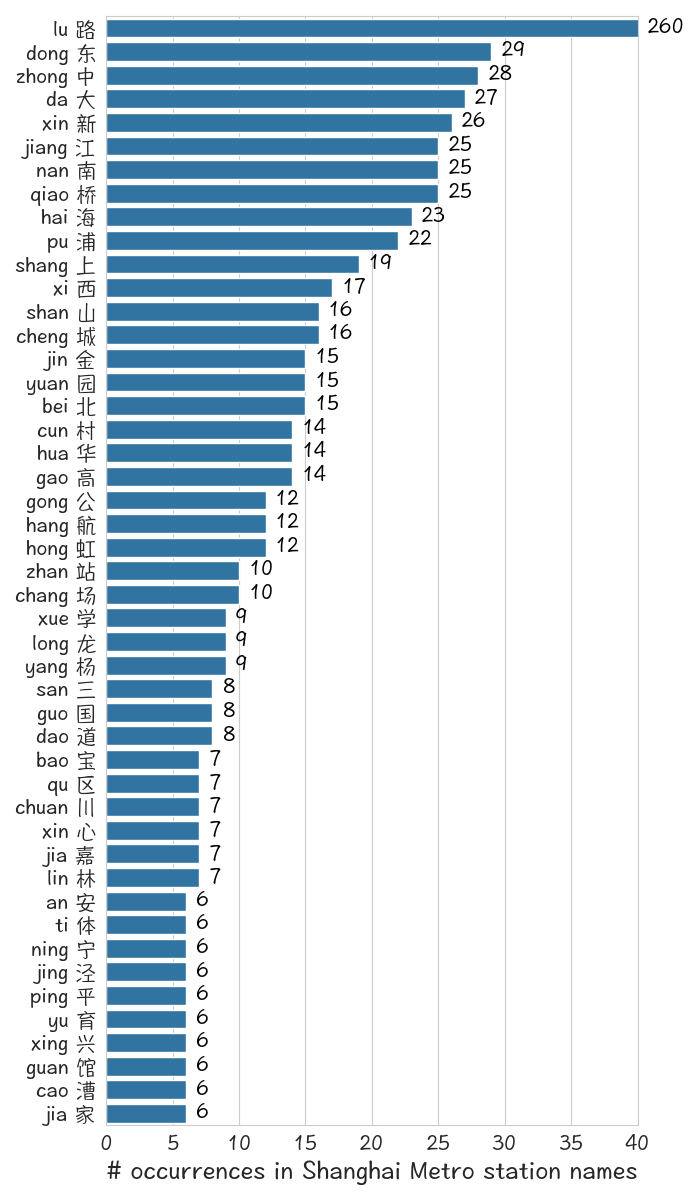 lu 路 260
dong 东 29
zhong 中 28
da 大 27
xin 新 26
jiang 江 25
nan 南 25
qiao 桥 25
hai 海 23
pu 浦 22
shang 上 19
xi 西 17
shan 山 16
cheng 城 16
jin 金 15
yuan 园 15
bei 北 15
cun 村 14
hua 华 14
gao 高 14
gong 公 12
hang 航 12
hong 虹 12
zhan 站 10
chang 场 10
xue 学 9
long 龙 9
yang 杨 9
san 三 8
guo 国 8
dao 道 8
bao 宝 7
qu 区 7
chuan 川 7
xin 心 7
jia 嘉 7
lin 林 7
an 安 6
ti 体 6
ning 宁 6
jing 泾 6
ping 平 6
yu 育 6
xing 兴 6
guan 馆 6
cao 漕 6
jia 家 6
0 5 10 15 20 25 30 35 40
# occurrences in Shanghai Metro station names